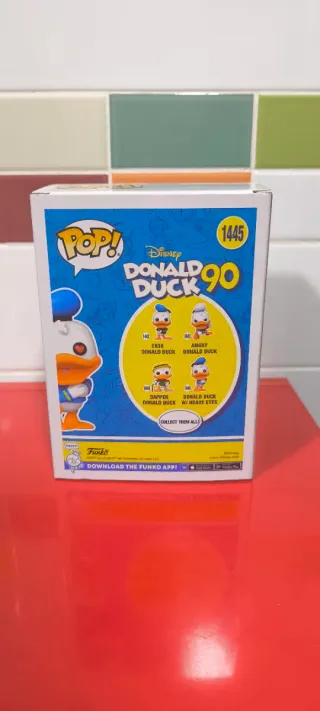 POP!
1445
Disney
DONALD
DUCK 90
1938
DONALD DUCK
ANGRY
DONALD DUCK
DAPPER
DONALD DUCK
DONALD DUCK
W/ HEART EYES
COLLECT THEM ALL!
Funko
DOWNLOAD THE FUNKO APP!